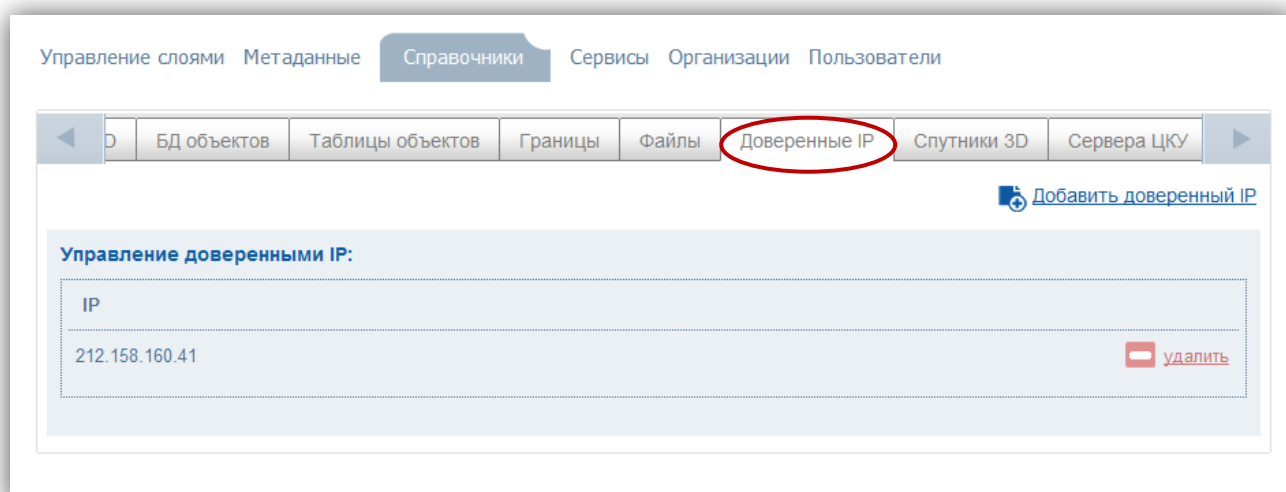 Управление слоями Метаданные Справочники Сервисы Организации Пользователи
D БД объектов Таблицы объектов Границы Файлы Доверенные IP Спутники 3D Сервера ЦКУ
Добавить доверенный IP
Управление доверенными IP:
IP
212.158.160.41 удалить